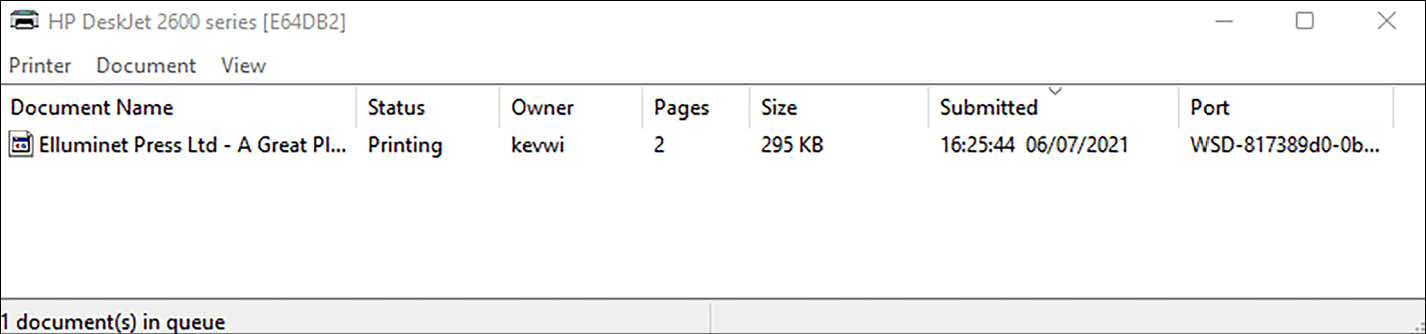 HP DeskJet 2600 series [E64DB2]
Printer Document View
Document Name Status Owner Pages Size Submitted Port
Elluminet Press Ltd - A Great Pl... Printing kevwi 2 295 KB 16:25:44 06/07/2021 WSD-817389d0-0b...
1 document(s) in queue